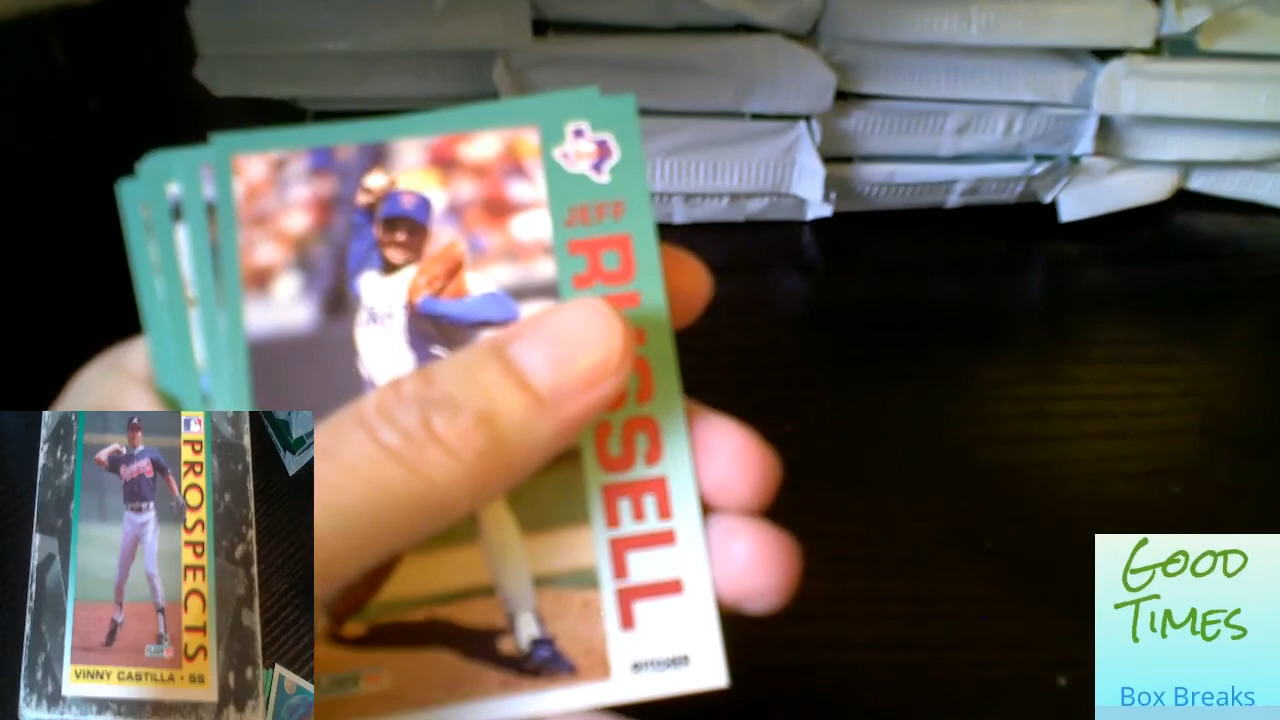 JEFF
RUSSELL
PITCHER
PROSPECTS
VINNY CASTILLA • SS
GOOD
TIMES
Box Breaks